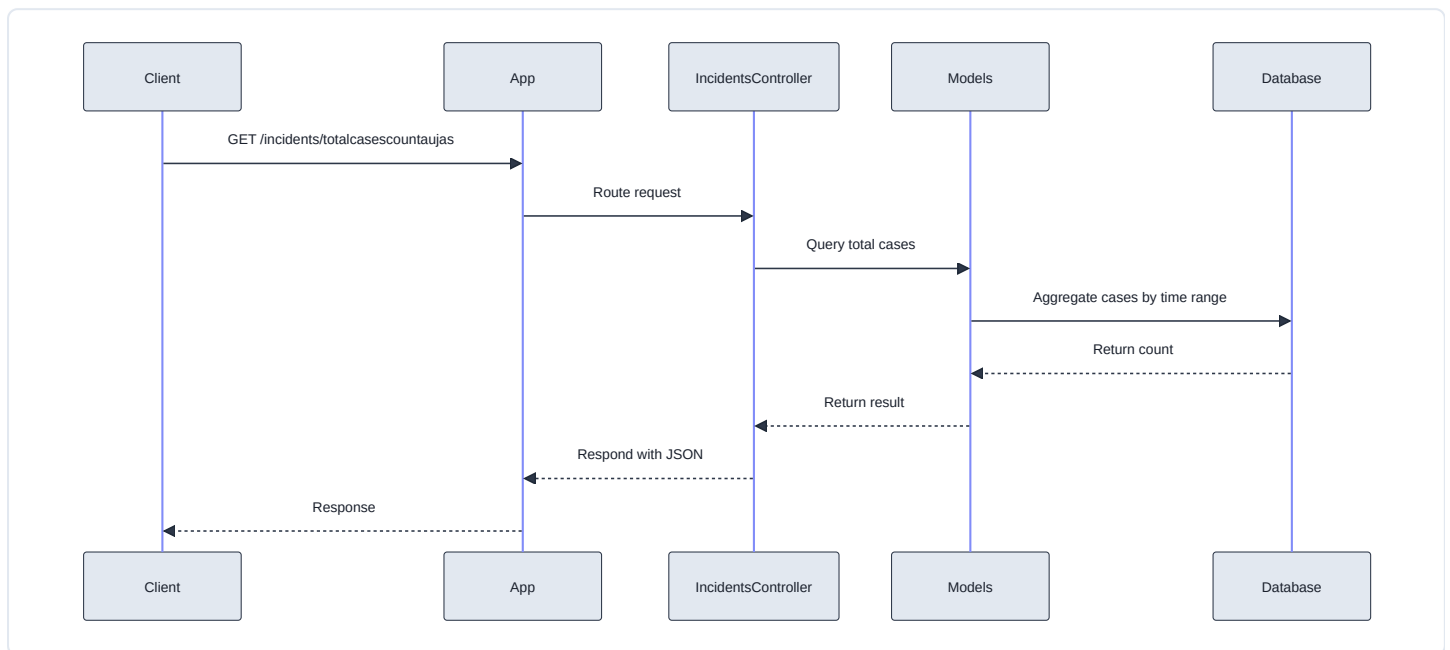 Client
App
IncidentsController
Models
Database
GET /incidents/totalcasescountaujas
Route request
Query total cases
Aggregate cases by time range
Return count
Return result
Respond with JSON
Response
Client
App
IncidentsController
Models
Database